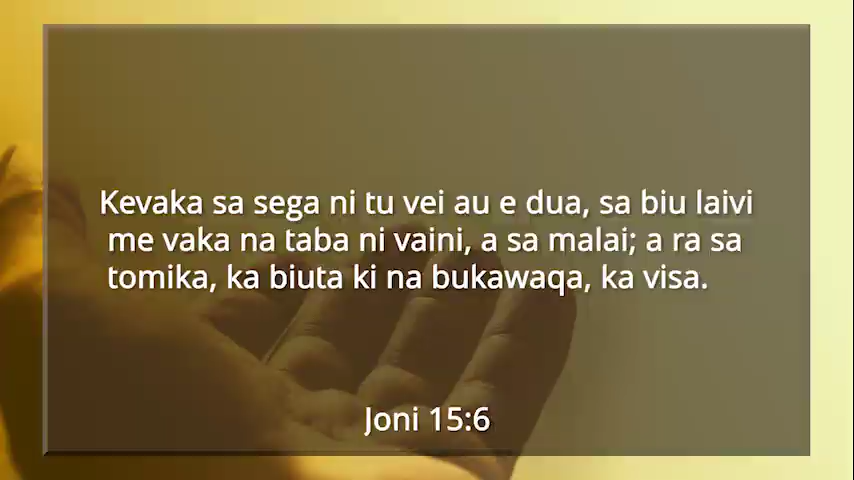 Kevaka sa sega ni tu vei au e dua, sa biu laivi
me vaka na taba ni vaini, a sa malai; a ra sa
tomika, ka biuta ki na bukawaqa, ka visa.
Joni 15:6